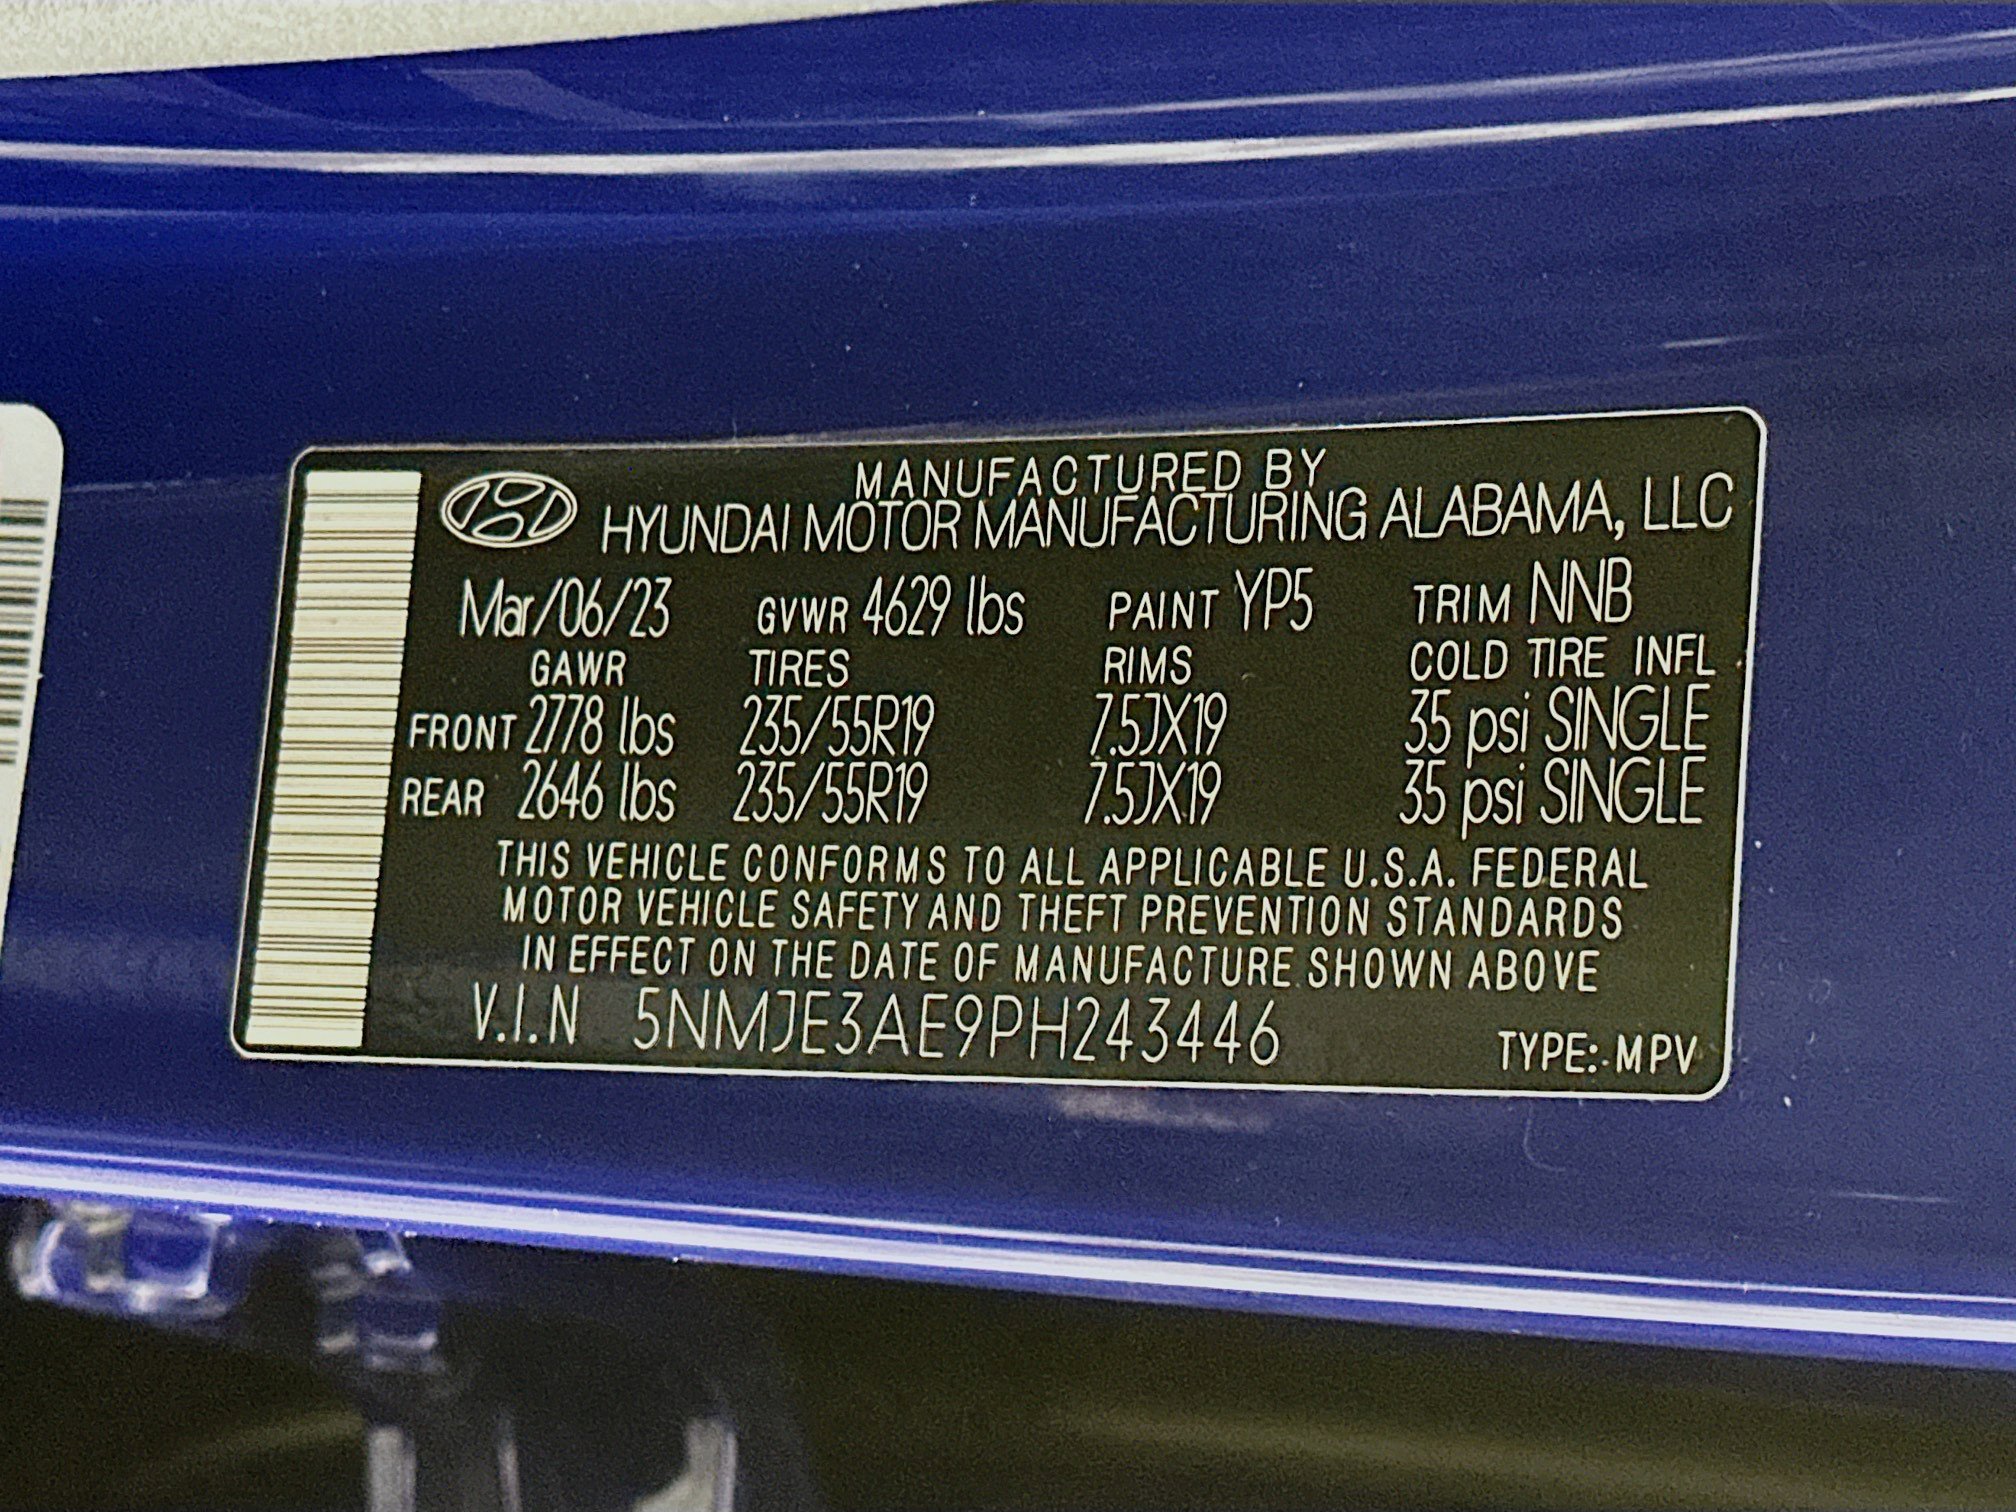 MANUFACTURED BY
HYUNDAI MOTOR MANUFACTURING ALABAMA, LLC
Mar/06/23 GVWR 4629 lbs PAINT YP5 TRIM NNB
GAWR TIRES RIMS COLD TIRE INFL
FRONT 2778 lbs 235/55R19 7.5JX19 35 psi SINGLE
REAR 2646 lbs 235/55R19 7.5JX19 35 psi SINGLE
THIS VEHICLE CONFORMS TO ALL APPLICABLE U.S.A. FEDERAL
MOTOR VEHICLE SAFETY AND THEFT PREVENTION STANDARDS
IN EFFECT ON THE DATE OF MANUFACTURE SHOWN ABOVE
V.I.N 5NMJE3AE9PH243446 TYPE: MPV